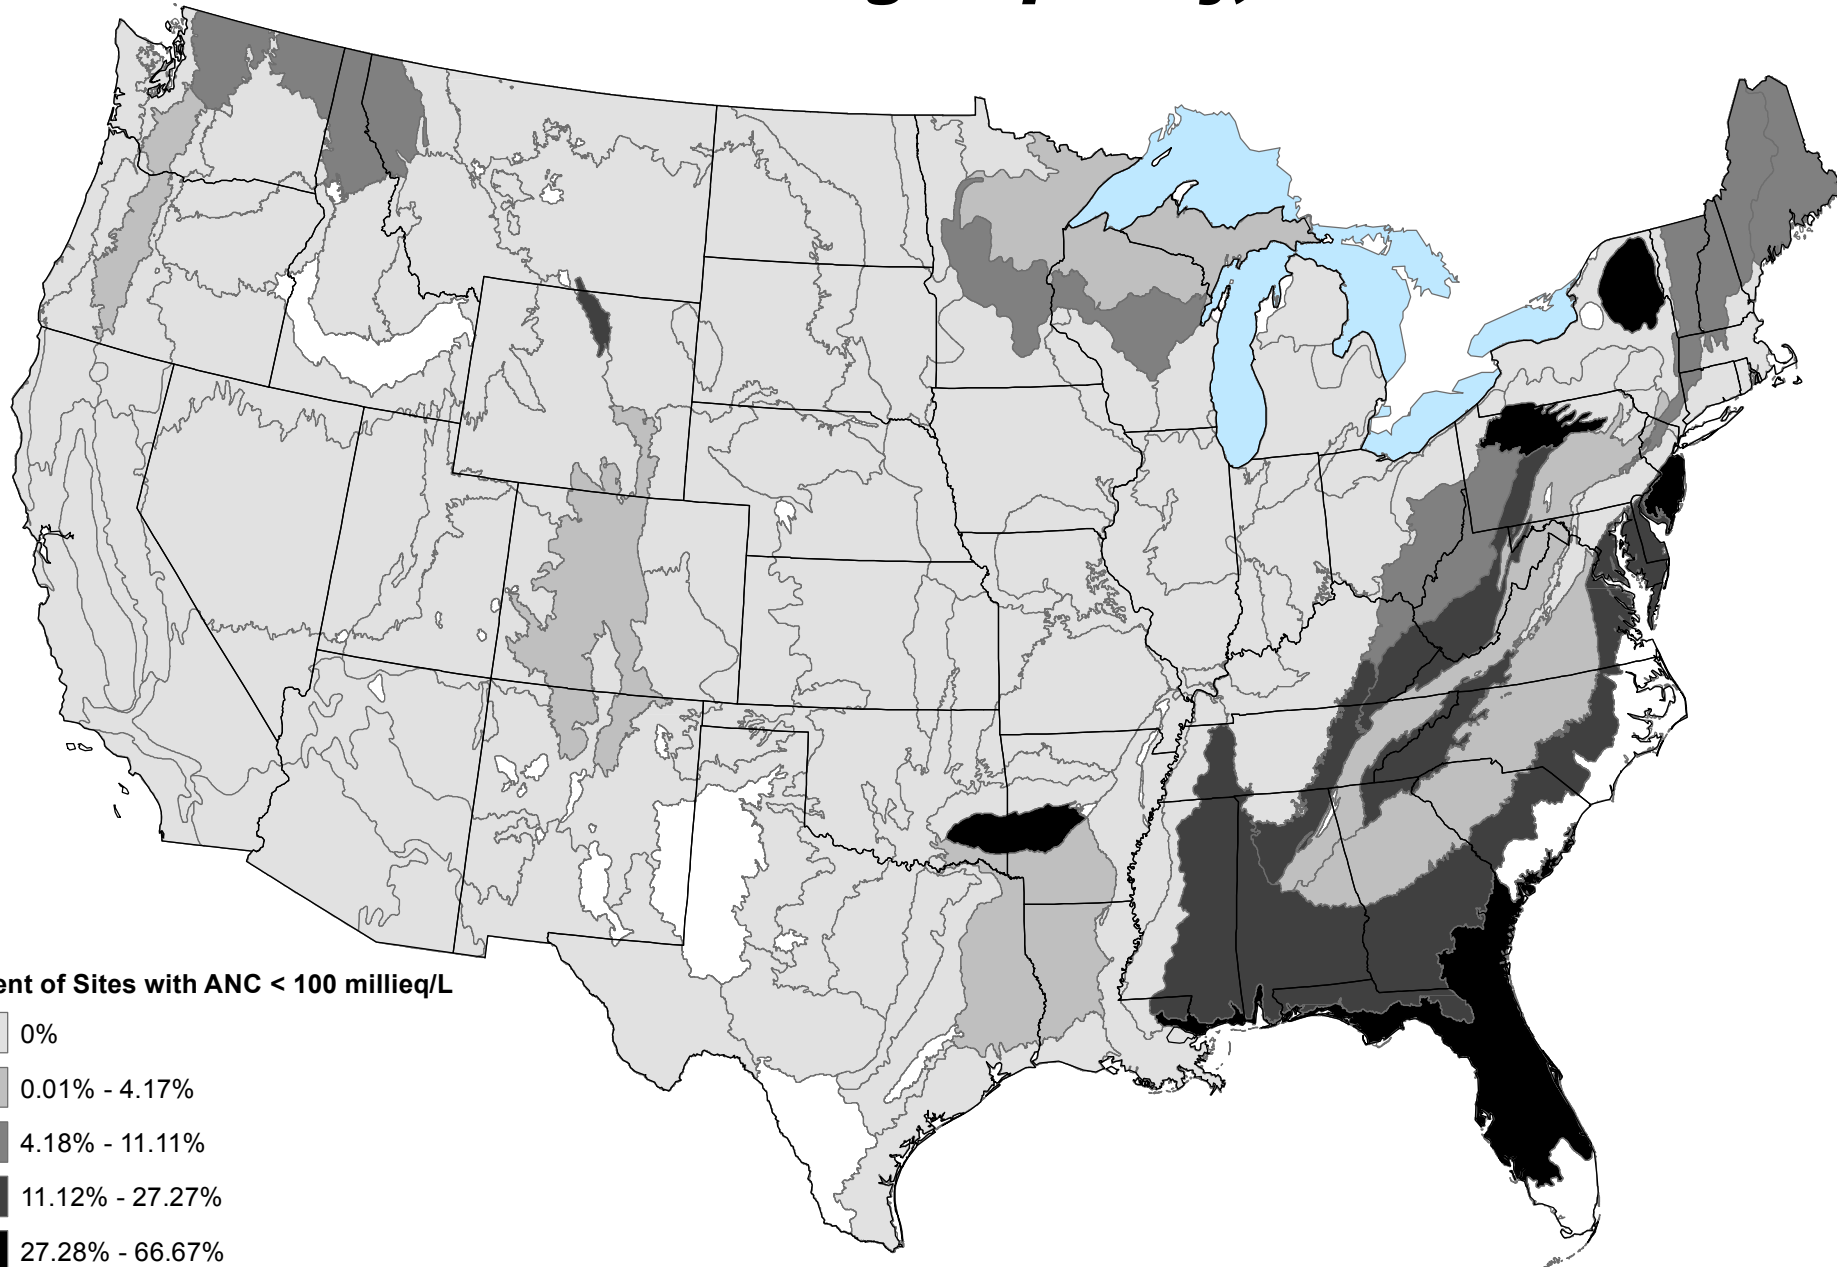 ent of Sites with ANC < 100 millieq/L
0%
0.01% - 4.17%
4.18% - 11.11%
11.12% - 27.27%
27.28% - 66.67%